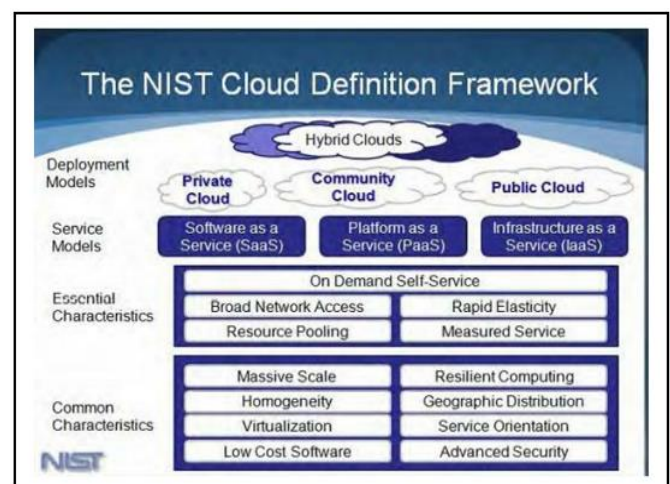 The NIST Cloud Definition Framework
Hybrid Clouds
Deployment
Models
Private
Cloud
Community
Cloud
Public Cloud
Service
Models
Software as a
Service (SaaS)
Platform as a
Service (PaaS)
Infrastructure as a
Service (IaaS)
Essential
Characteristics
On Demand Self-Service
Broad Network Access
Rapid Elasticity
Resource Pooling
Measured Service
Common
Characteristics
Massive Scale
Resilient Computing
Homogeneity
Geographic Distribution
Virtualization
Service Orientation
Low Cost Software
Advanced Security
NIST